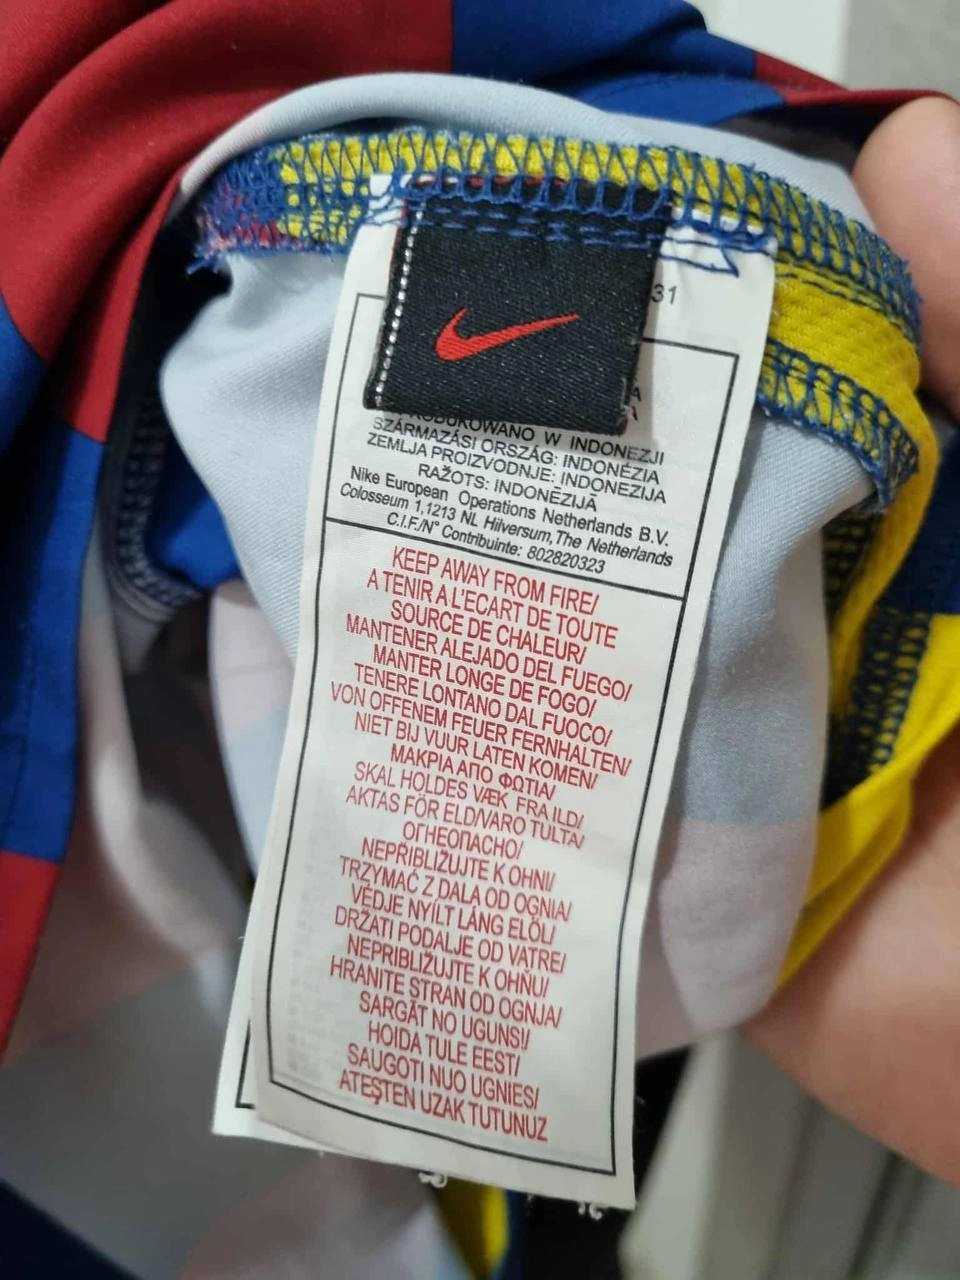 31
A
A
WYPRODUKOWANO W INDONEZJI
SZÁRMAZÁSI ORSZÁG: INDONÉZIA
ZEMLJA PROIZVODNJE: INDONEZIJA
RAŽOTS: INDONĒZIJĀ
Nike European Operations Netherlands B.V.
Colosseum 1,1213 NL Hilversum,The Netherlands
C.I.F./N° Contribuinte: 802820323
KEEP AWAY FROM FIRE/
A TENIR A L'ECART DE TOUTE
SOURCE DE CHALEUR/
MANTENER ALEJADO DEL FUEGO/
MANTER LONGE DE FOGO/
TENERE LONTANO DAL FUOCO/
VON OFFENEM FEUER FERNHALTEN/
NIET BIJ VUUR LATEN KOMEN/
ΜΑΚΡΙΑ ΑΠΟ ΦΩΤΙΑ/
SKAL HOLDES VÆK FRA ILD/
AKTAS FÖR ELD/VARO TULTA/
ОГНЕОПАСНО/
NEPŘIBLIŽUJTE K OHNI/
TRZYMAĆ Z DALA OD OGNIA/
VÉDJE NYÍLT LÁNG ELŐL/
DRŽATI PODALJE OD VATRE/
NEPRIBLIŽUJTE K OHŇU/
HRANITE STRAN OD OGNJA/
SARGĀT NO UGUNS!/
HOIDA TULE EEST/
SAUGOTI NUO UGNIES/
ATEŞTEN UZAK TUTUNUZ